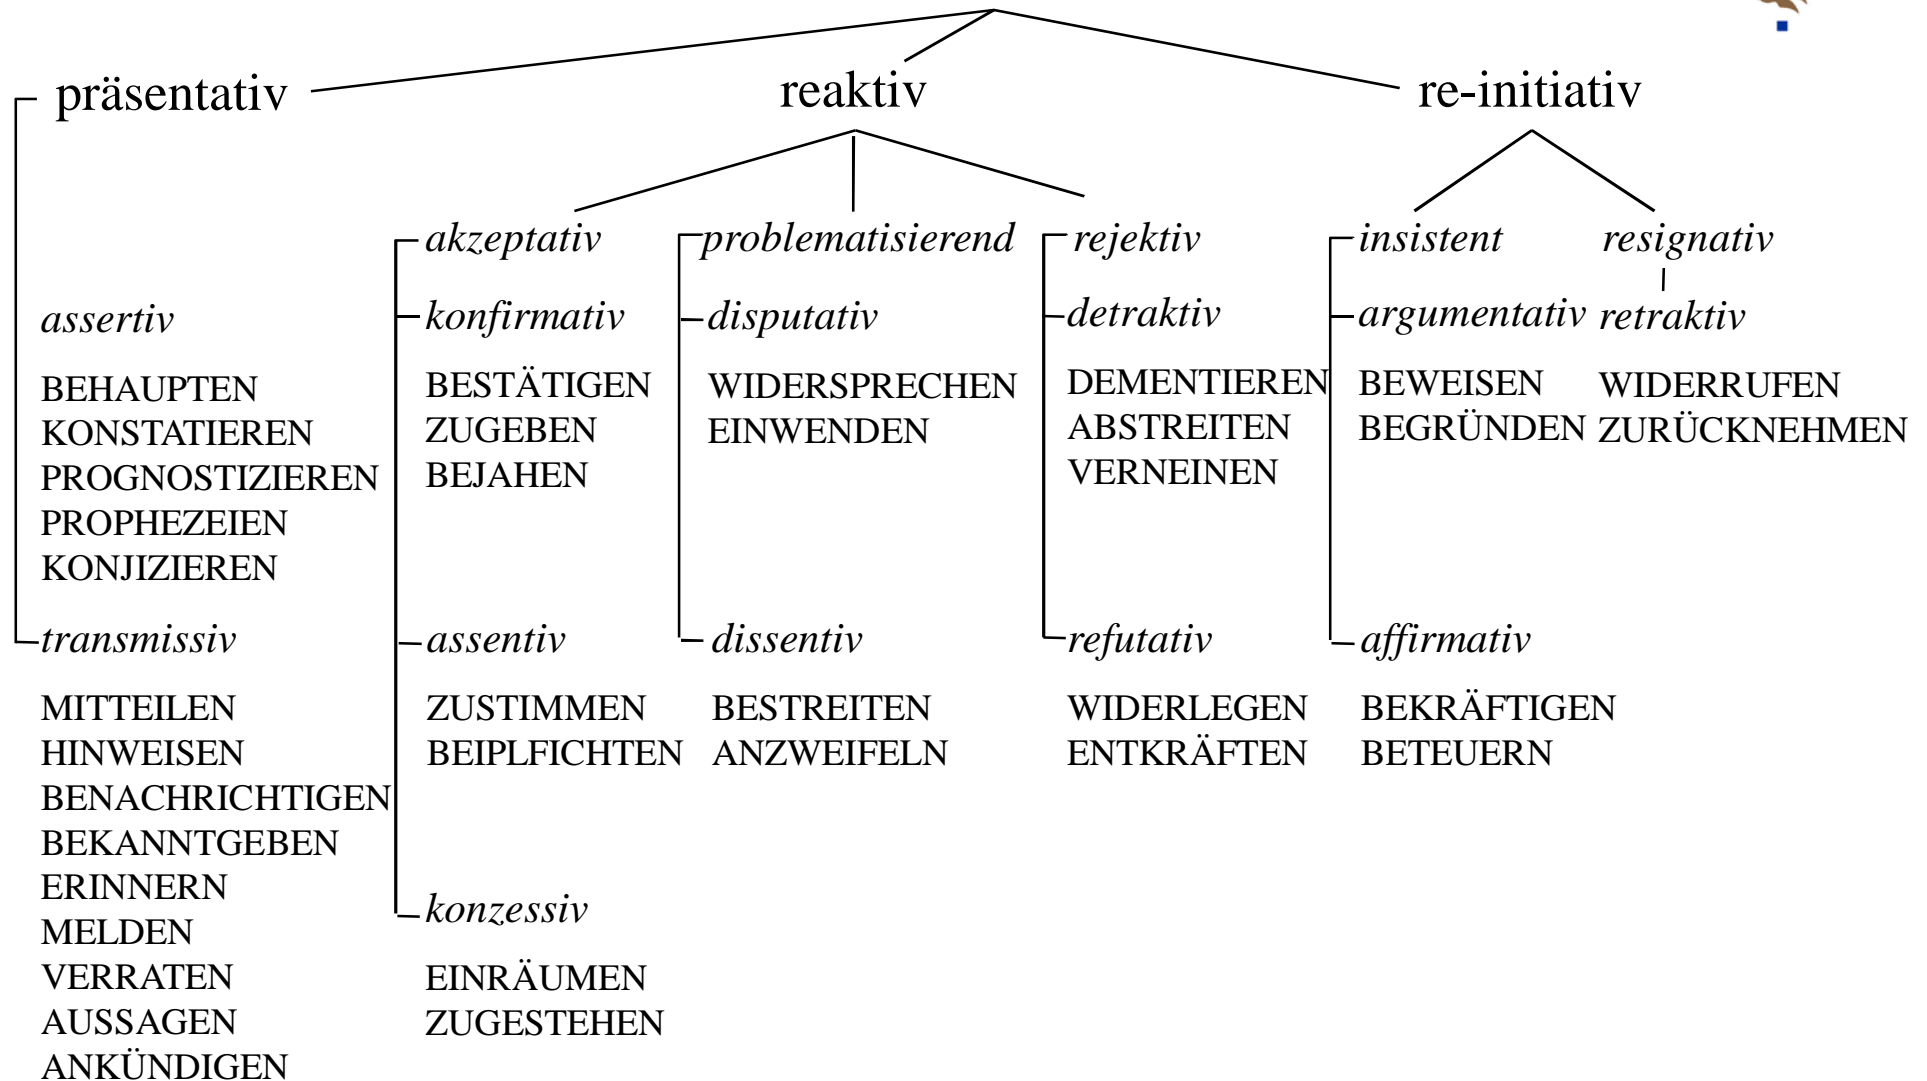 präsentativ
reaktiv
re-initiativ
akzeptativ
problematisierend
rejektiv
insistent
resignativ
assertiv
konfirmativ
disputativ
detraktiv
argumentativ
retraktiv
BEHAUPTEN
KONSTATIEREN
PROGNOSTIZIEREN
PROPHEZEIEN
KONJIZIEREN
BESTÄTIGEN
ZUGEBEN
BEJAHEN
WIDERSPRECHEN
EINWENDEN
DEMENTIEREN
ABSTREITEN
VERNEINEN
BEWEISEN
BEGRÜNDEN
WIDERRUFEN
ZURÜCKNEHMEN
transmissiv
assentiv
dissentiv
refutativ
affirmativ
MITTEILEN
HINWEISEN
BENACHRICHTIGEN
BEKANNTGEBEN
ERINNERN
MELDEN
VERRATEN
AUSSAGEN
ANKÜNDIGEN
ZUSTIMMEN
BEIPLFICHTEN
BESTREITEN
ANZWEIFELN
WIDERLEGEN
ENTKRÄFTEN
BEKRÄFTIGEN
BETEUERN
konzessiv
EINRÄUMEN
ZUGESTEHEN